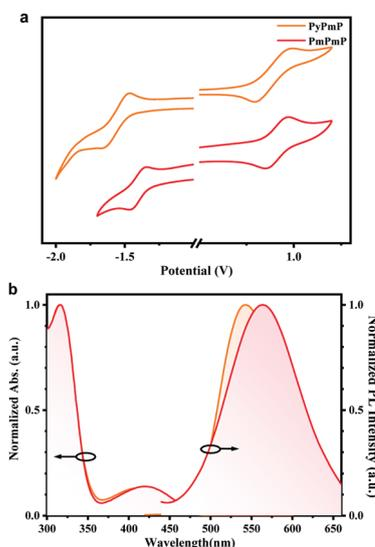 a
PyPmP
PmPmP
-2.0
-1.5
1.0
Potential (V)
b
1.0
0.5
0.0
Normalized Abs. (a.u.)
1.0
0.5
0.0
Normalized PL Intensity (a.u.)
300 350 400 450 500 550 600 650
Wavelength(nm)